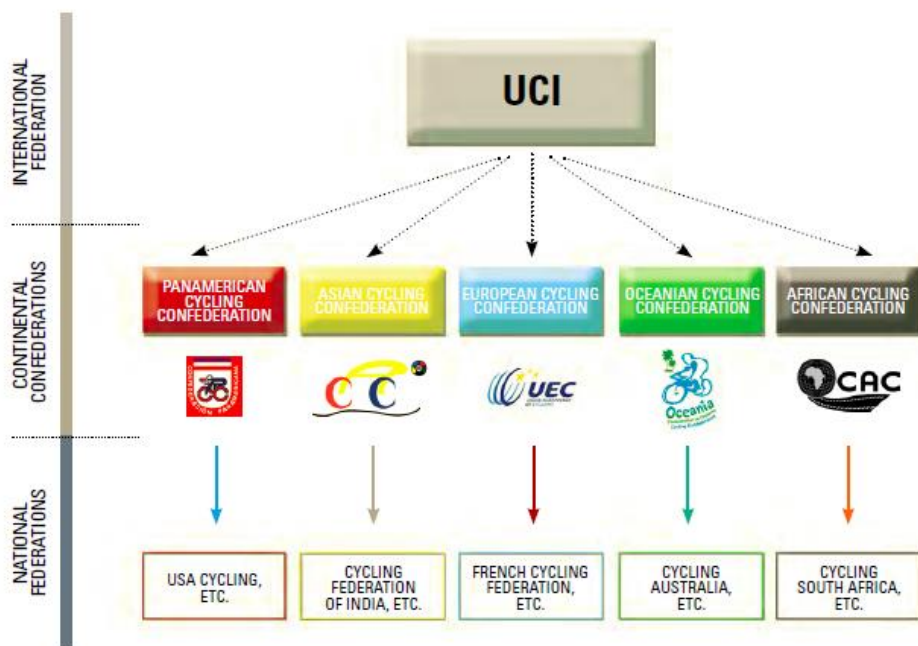 INTERNATIONAL
FEDERATION
UCI
CONTINENTAL
CONFEDERATIONS
PANAMERICAN
CYCLING
CONFEDERATION
ASIAN CYCLING
CONFEDERATION
EUROPEAN CYCLING
CONFEDERATION
OCEANIAN CYCLING
CONFEDERATION
AFRICAN CYCLING
CONFEDERATION
CC
UEC
Oceania
CAC
NATIONAL
FEDERATIONS
USA CYCLING,
ETC.
CYCLING
FEDERATION
OF INDIA, ETC.
FRENCH CYCLING
FEDERATION,
ETC.
CYCLING
AUSTRALIA,
ETC.
CYCLING
SOUTH AFRICA,
ETC.